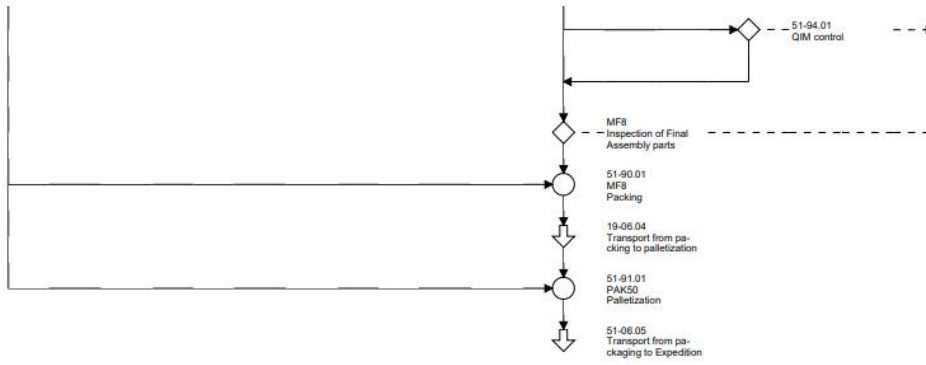 51-94.01
QIM control
MF8
Inspection of Final
Assembly parts
51-90.01
MF8
Packing
19-06.04
Transport from pa-
cking to palletization
51-91.01
PAK50
Palletization
51-06.05
Transport from pa-
ckaging to Expedition